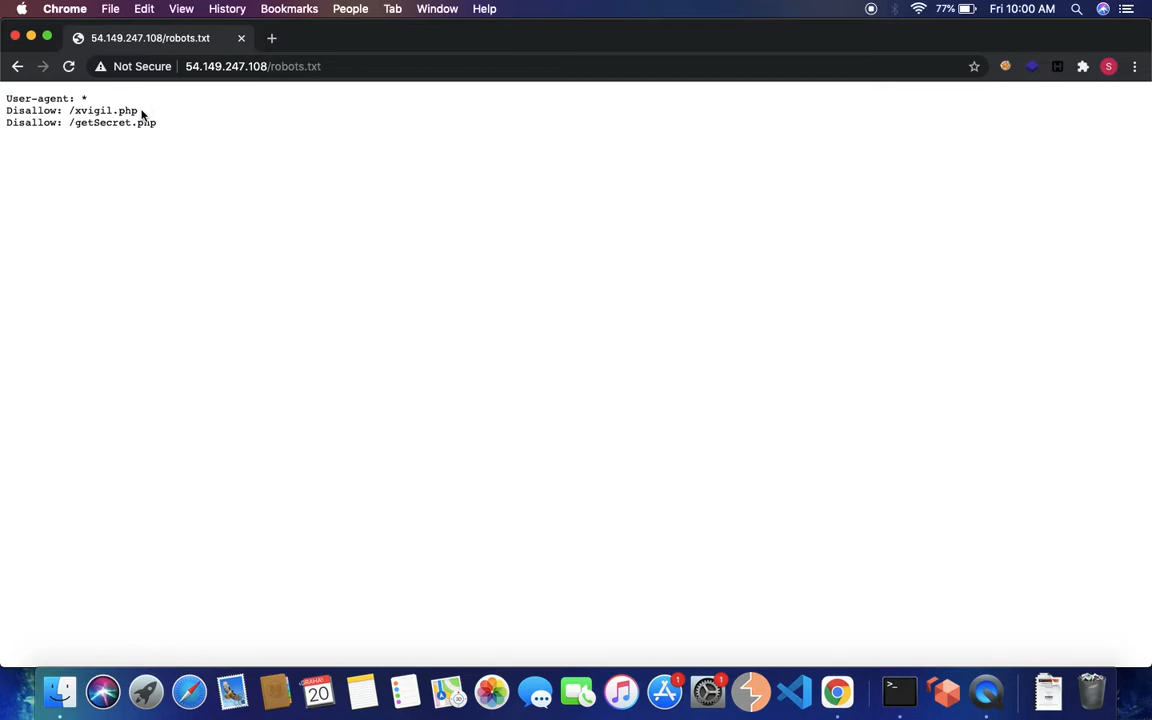 Chrome File Edit View History Bookmarks People Tab Window Help 77% Fri 10:00 AM
54.149.247.108/robots.txt
Not Secure 54.149.247.108/robots.txt S
User-agent: *
Disallow: /xvigil.php
Disallow: /getSecret.php
20
1
1
>_